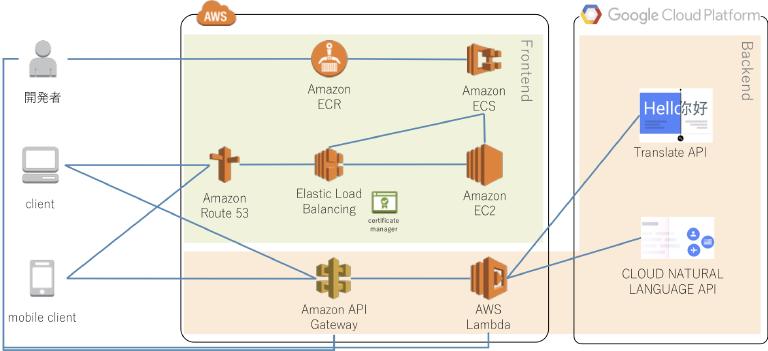 AWS
Google Cloud Platform
Frontend
Backend
開発者
Amazon
ECR
Amazon
ECS
Hello
你好
Translate API
client
Amazon
Route 53
Elastic Load
Balancing
certificate
manager
Amazon
EC2
mobile client
Amazon API
Gateway
AWS
Lambda
CLOUD NATURAL
LANGUAGE API